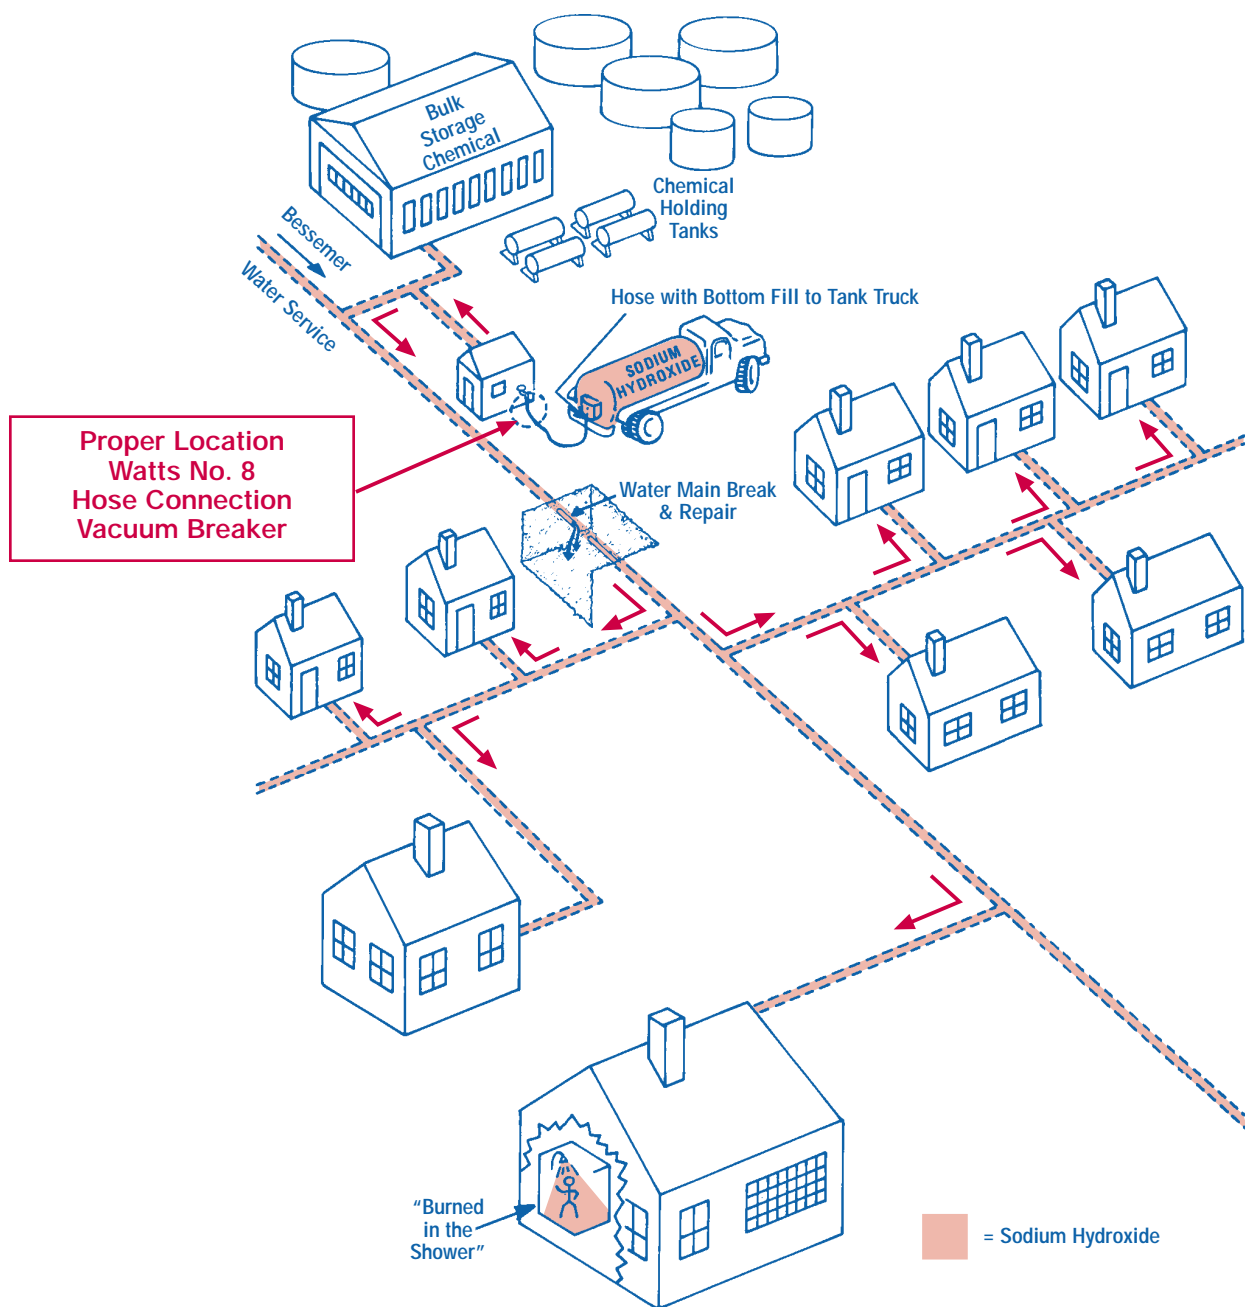 Bulk
Storage
Chemical
Chemical
Holding
Tanks
Bessemer
Water Service
Hose with Bottom Fill to Tank Truck
SODIUM
HYDROXIDE
Proper Location
Watts No. 8
Hose Connection
Vacuum Breaker
Water Main Break
& Repair
“Burned
in the
Shower”
= Sodium Hydroxide